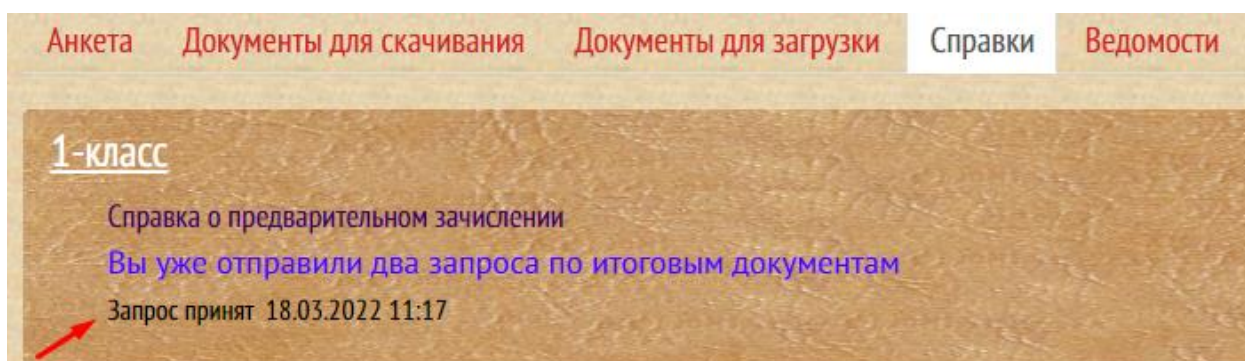 Анкета Документы для скачивания Документы для загрузки Справки Ведомости
1-класс
Справка о предварительном зачислении
Вы уже отправили два запроса по итоговым документам
Запрос принят 18.03.2022 11:17